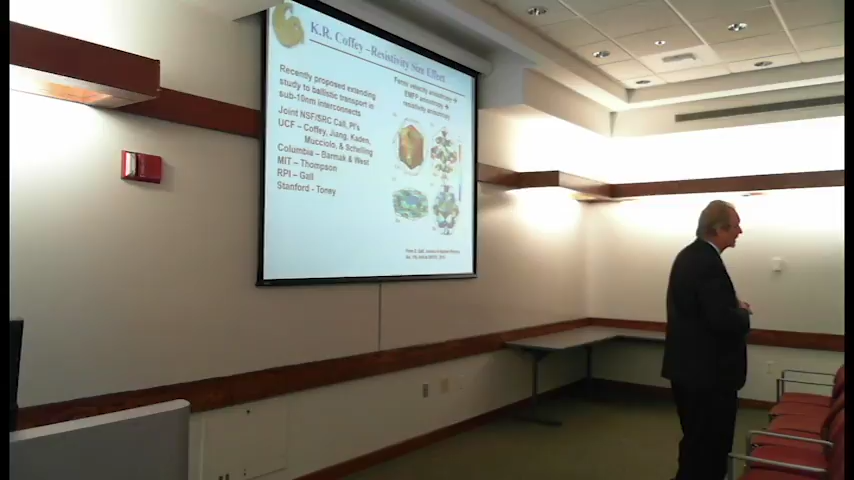 K.R. Coffey – Resistivity Size Effect
Recently proposed extending
study to ballistic transport in
sub-10nm interconnects
Joint NSF/SRC Call, PI's
UCF – Coffey, Jiang, Kaden,
Mucciolo, & Schelling
Columbia – Barmak & West
MIT – Thompson
RPI – Gall
Stanford - Toney
Fermi velocity anisotropy
EMFP anisotropy
resistivity anisotropy